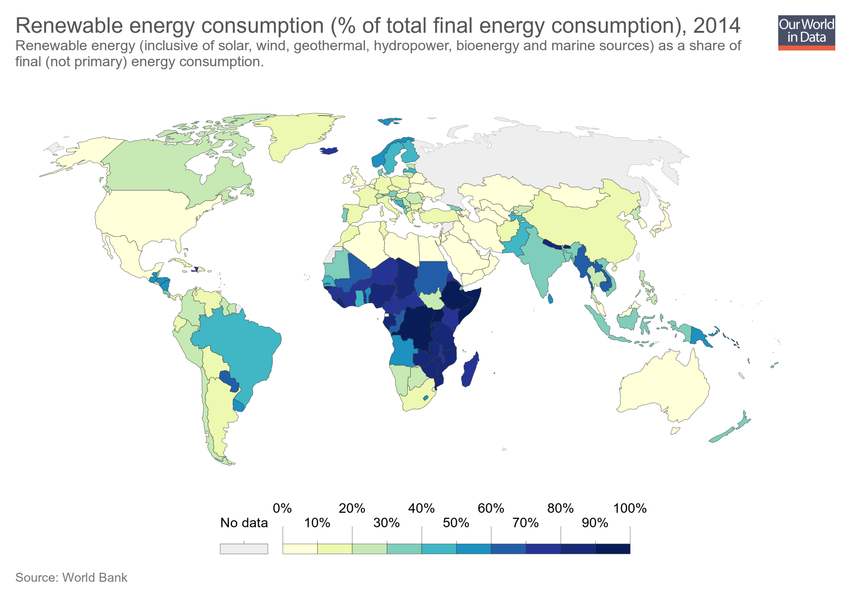 Renewable energy consumption (% of total final energy consumption), 2014
Renewable energy (inclusive of solar, wind, geothermal, hydropower, bioenergy and marine sources) as a share of
final (not primary) energy consumption.
Our World
in Data
0% 20% 40% 60% 80% 100%
No data 10% 30% 50% 70% 90%
Source: World Bank